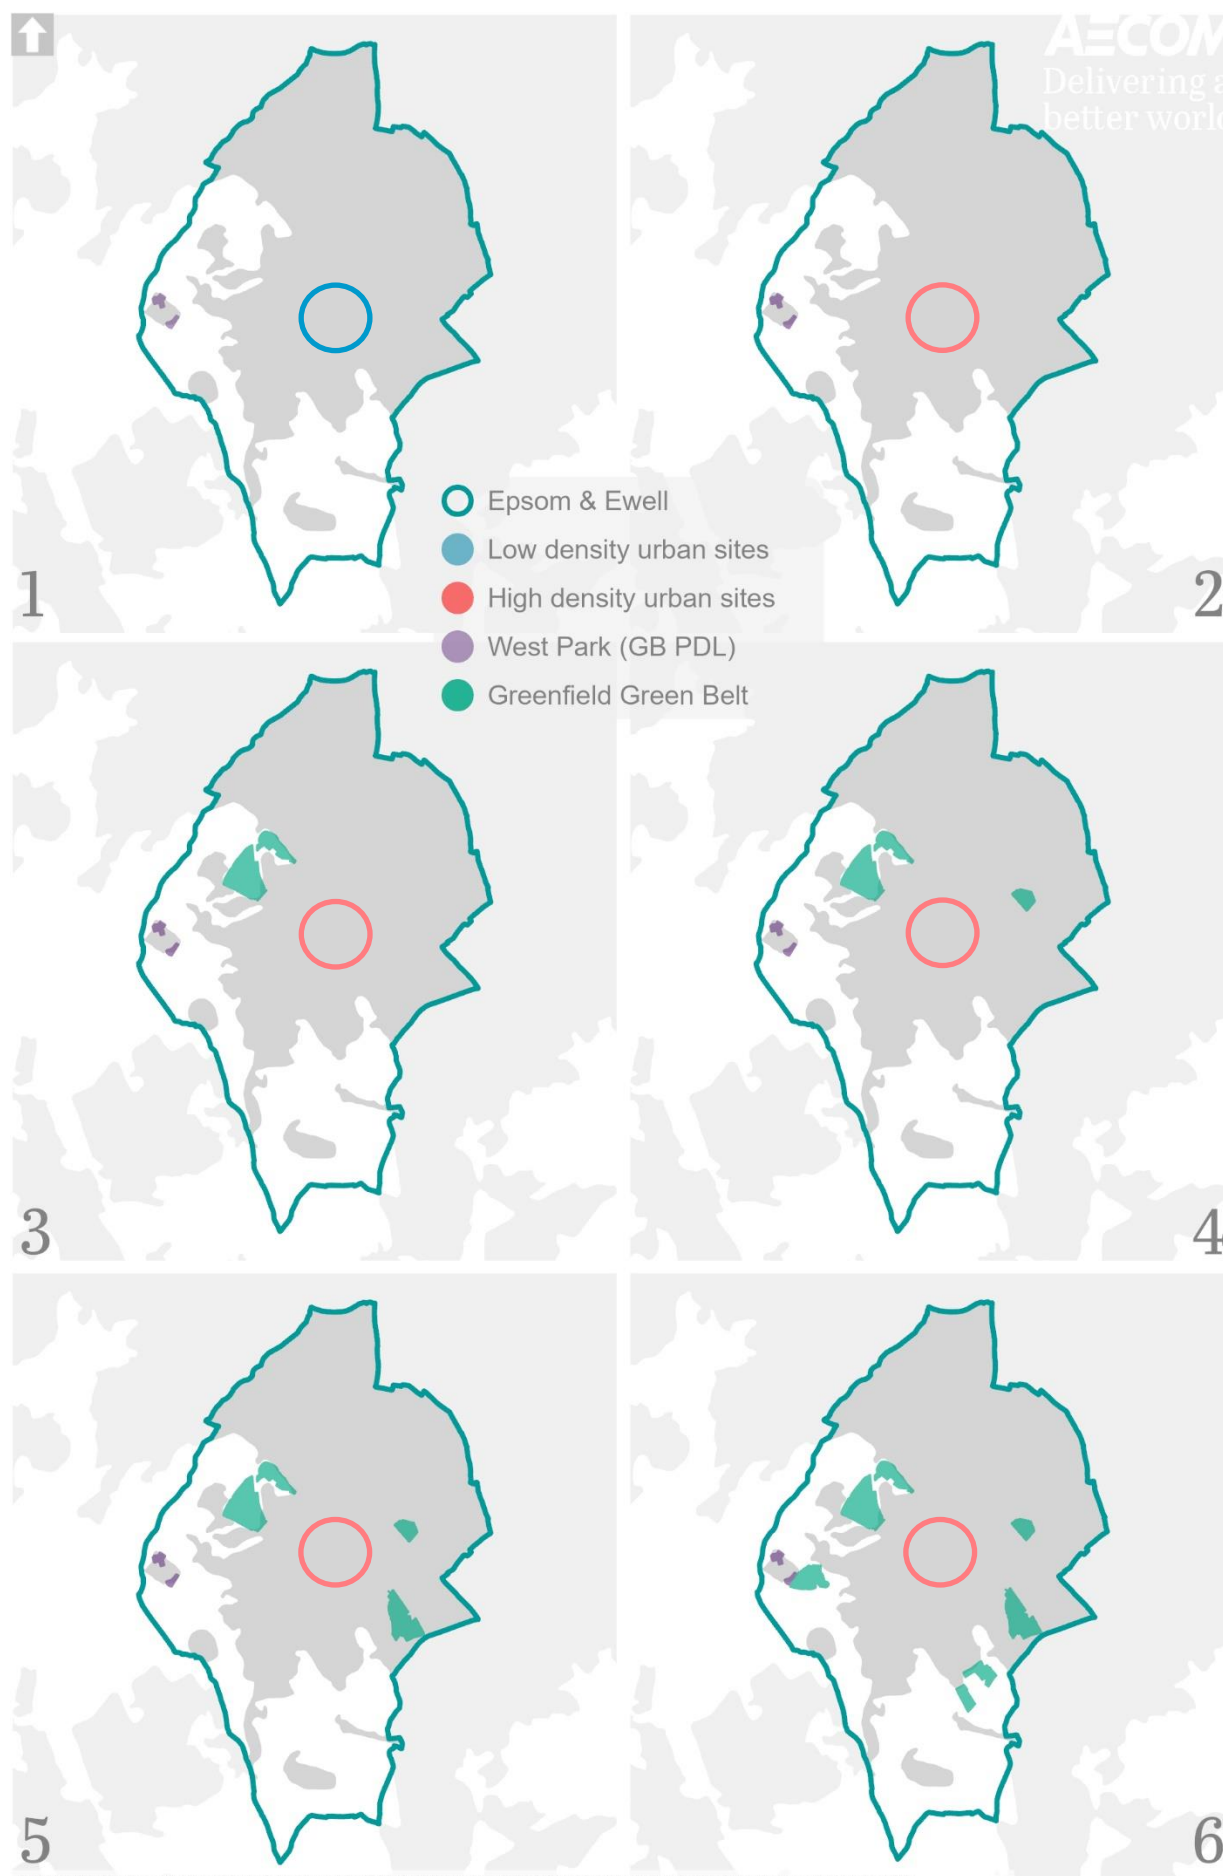 AECOM
Delivering a
better worl
Epsom & Ewell
Low density urban sites
High density urban sites
West Park (GB PDL)
Greenfield Green Belt
1
2
3
4
5
6